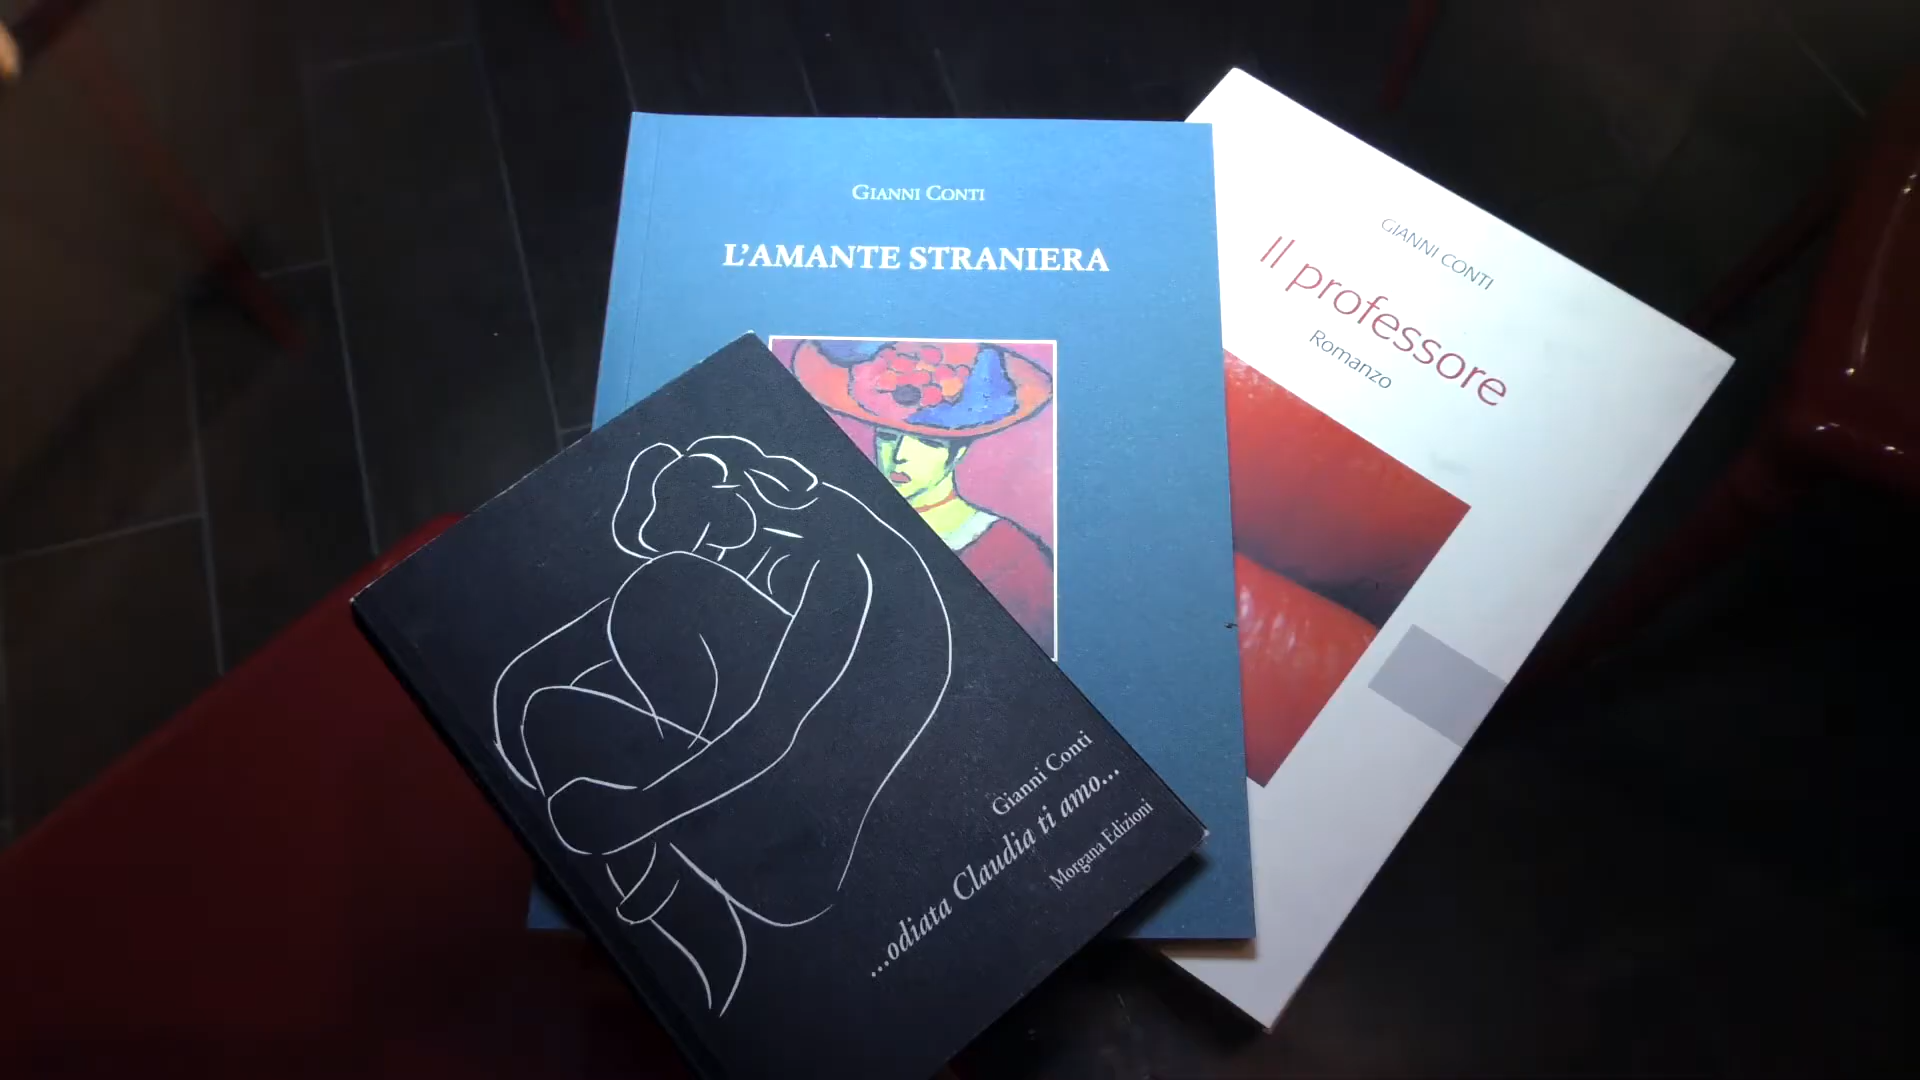 GIANNI CONTI
L'AMANTE STRANIERA
GIANNI CONTI
Il professore
Romanzo
Gianni Conti
...odiata Claudia ti amo...
Morgana Edizioni